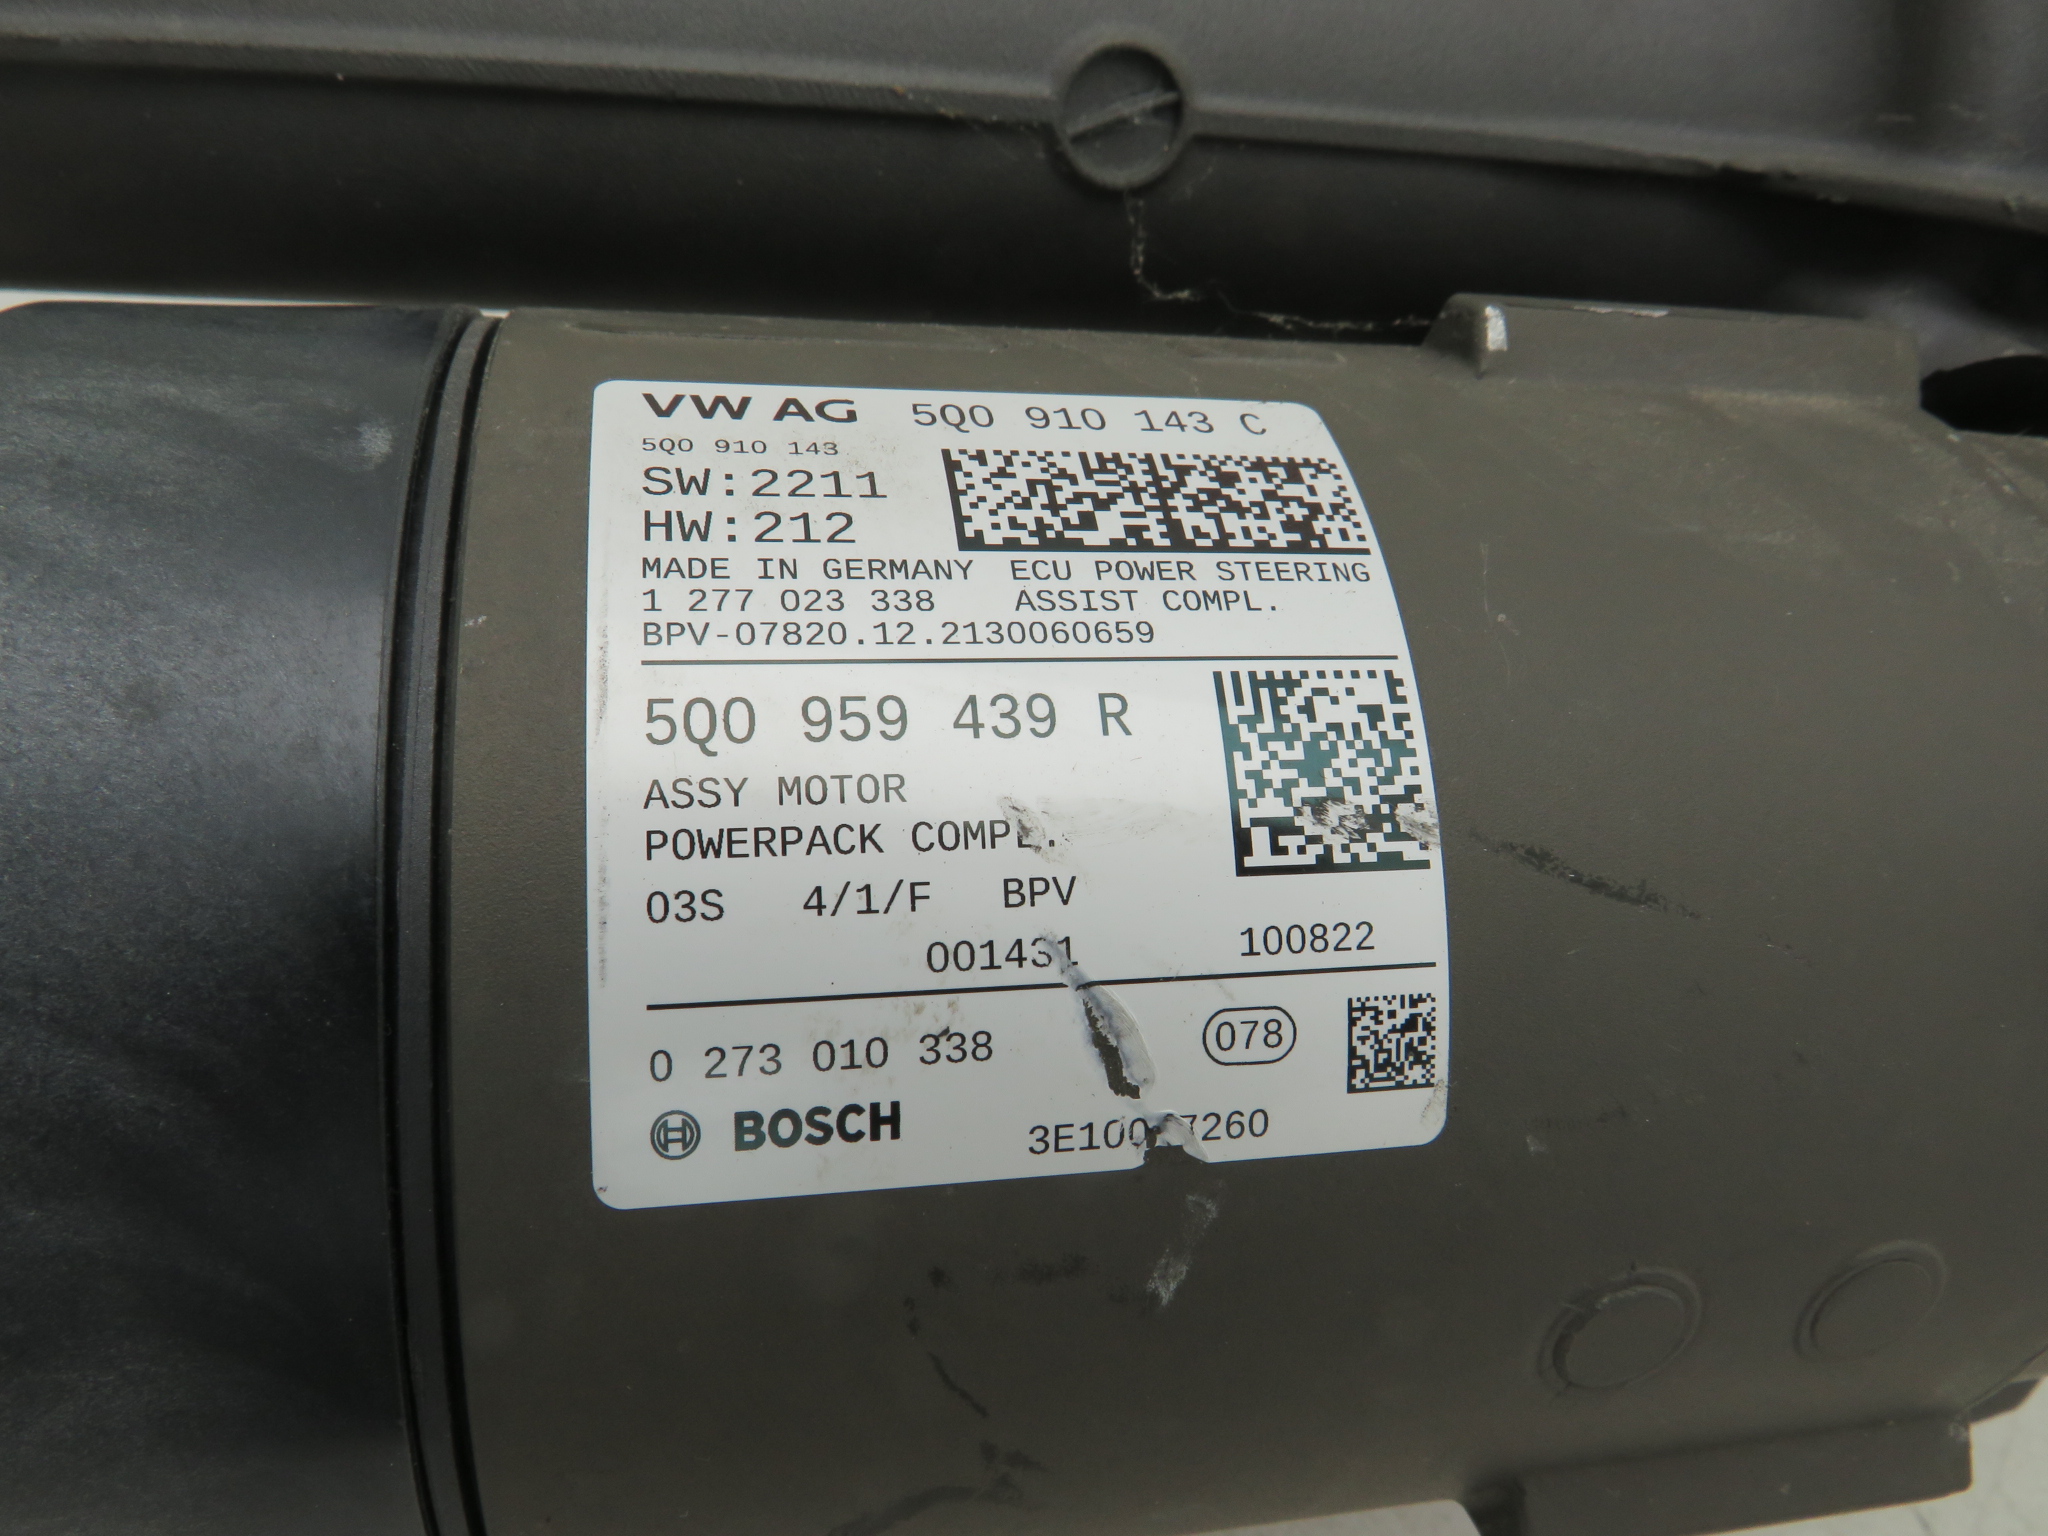 VW AG 5Q0 910 143 C
5Q0 910 143
SW:2211
HW:212
MADE IN GERMANY ECU POWER STEERING
1 277 023 338 ASSIST COMPL.
BPV-07820.12.2130060659
5Q0 959 439 R
ASSY MOTOR
POWERPACK COMPL.
03S 4/1/F BPV
001431 100822
0 273 010 338 078
BOSCH